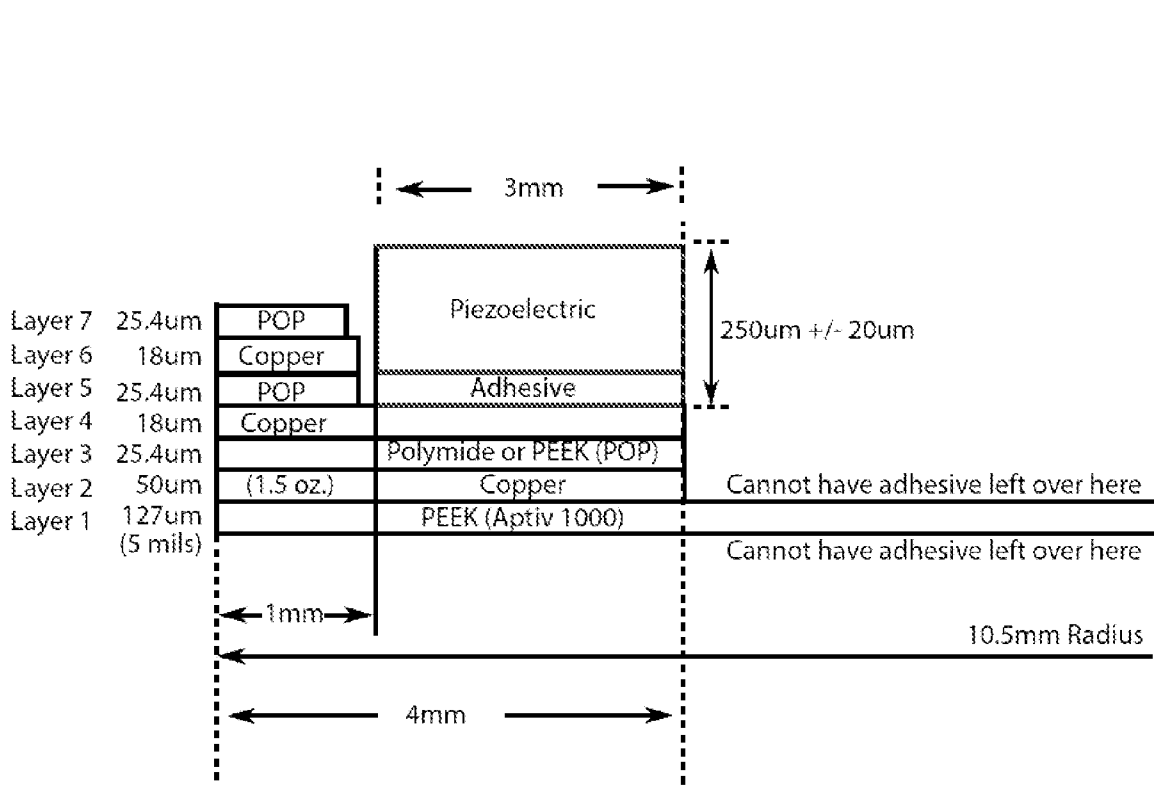 3mm
Piezoelectric
250um +/- 20um
Layer 7 25.4um POP
Layer 6 18um Copper
Layer 5 25.4um POP Adhesive
Layer 4 18um Copper
Layer 3 25.4um Polymide or PEEK (POP)
Layer 2 50um (1.5 oz.) Copper Cannot have adhesive left over here
Layer 1 127um PEEK (Aptiv 1000)
(5 mils) Cannot have adhesive left over here
1mm
10.5mm Radius
4mm